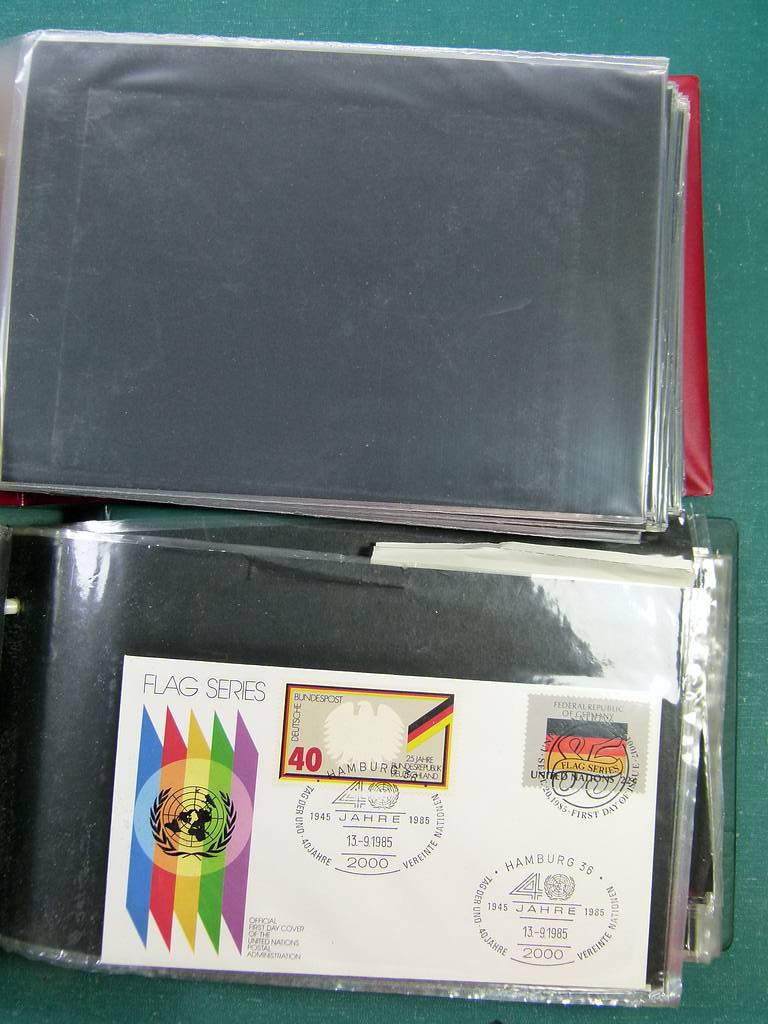 FLAG SERIES
DEUTSCHE BUNDESPOST
40
25 JAHRE
BUNDESREPUBLIK
DEUTSCHLAND
FEDERAL REPUBLIC
OF GERMANY
FLAG SERIES
UNITED NATIONS 22c
FIRST DAY OF ISSUE
HAMBURG 36
1945 JAHRE 1985
13.-9.1985
2000
TAG DER UNO · 40 JAHRE VEREINTE NATIONEN
HAMBURG 36
1945 JAHRE 1985
13.-9.1985
2000
TAG DER UNO · 40 JAHRE VEREINTE NATIONEN
OFFICIAL
FIRST DAY COVER
OF THE
UNITED NATIONS
POSTAL
ADMINISTRATION